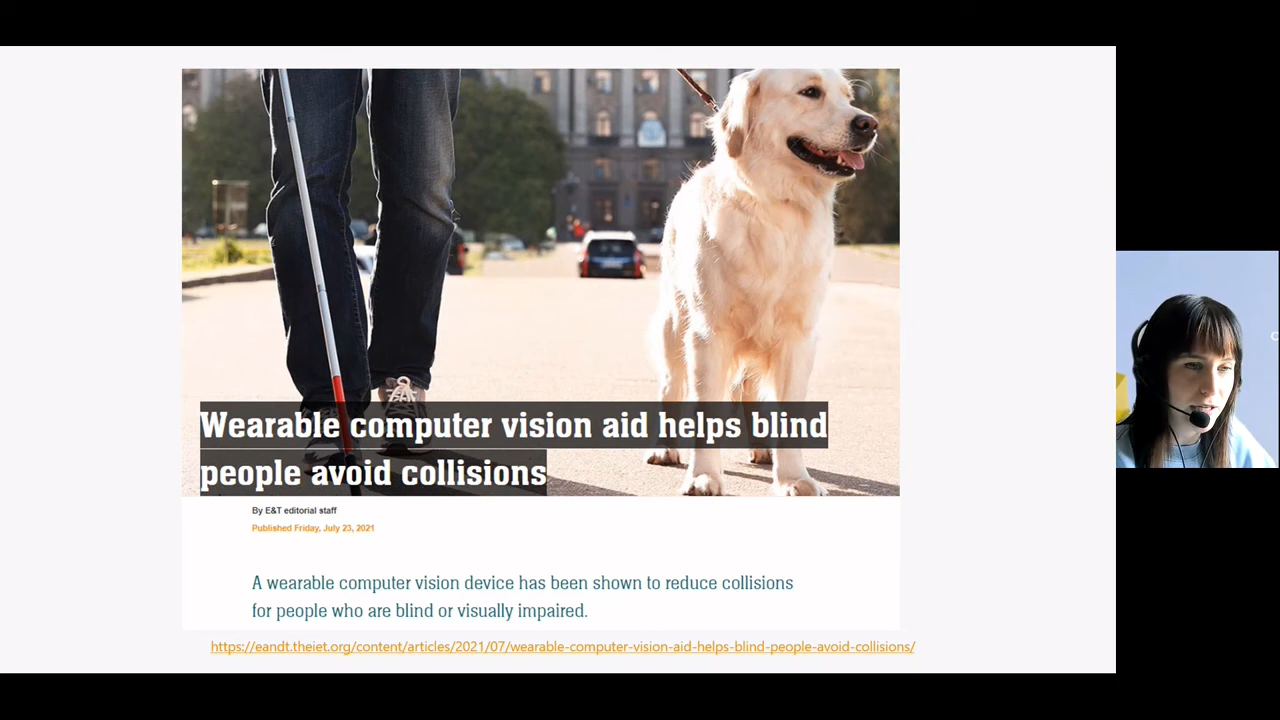 Wearable computer vision aid helps blind
people avoid collisions
By E&T editorial staff
Published Friday, July 23, 2021
A wearable computer vision device has been shown to reduce collisions
for people who are blind or visually impaired.
https://eandt.theiet.org/content/articles/2021/07/wearable-computer-vision-aid-helps-blind-people-avoid-collisions/